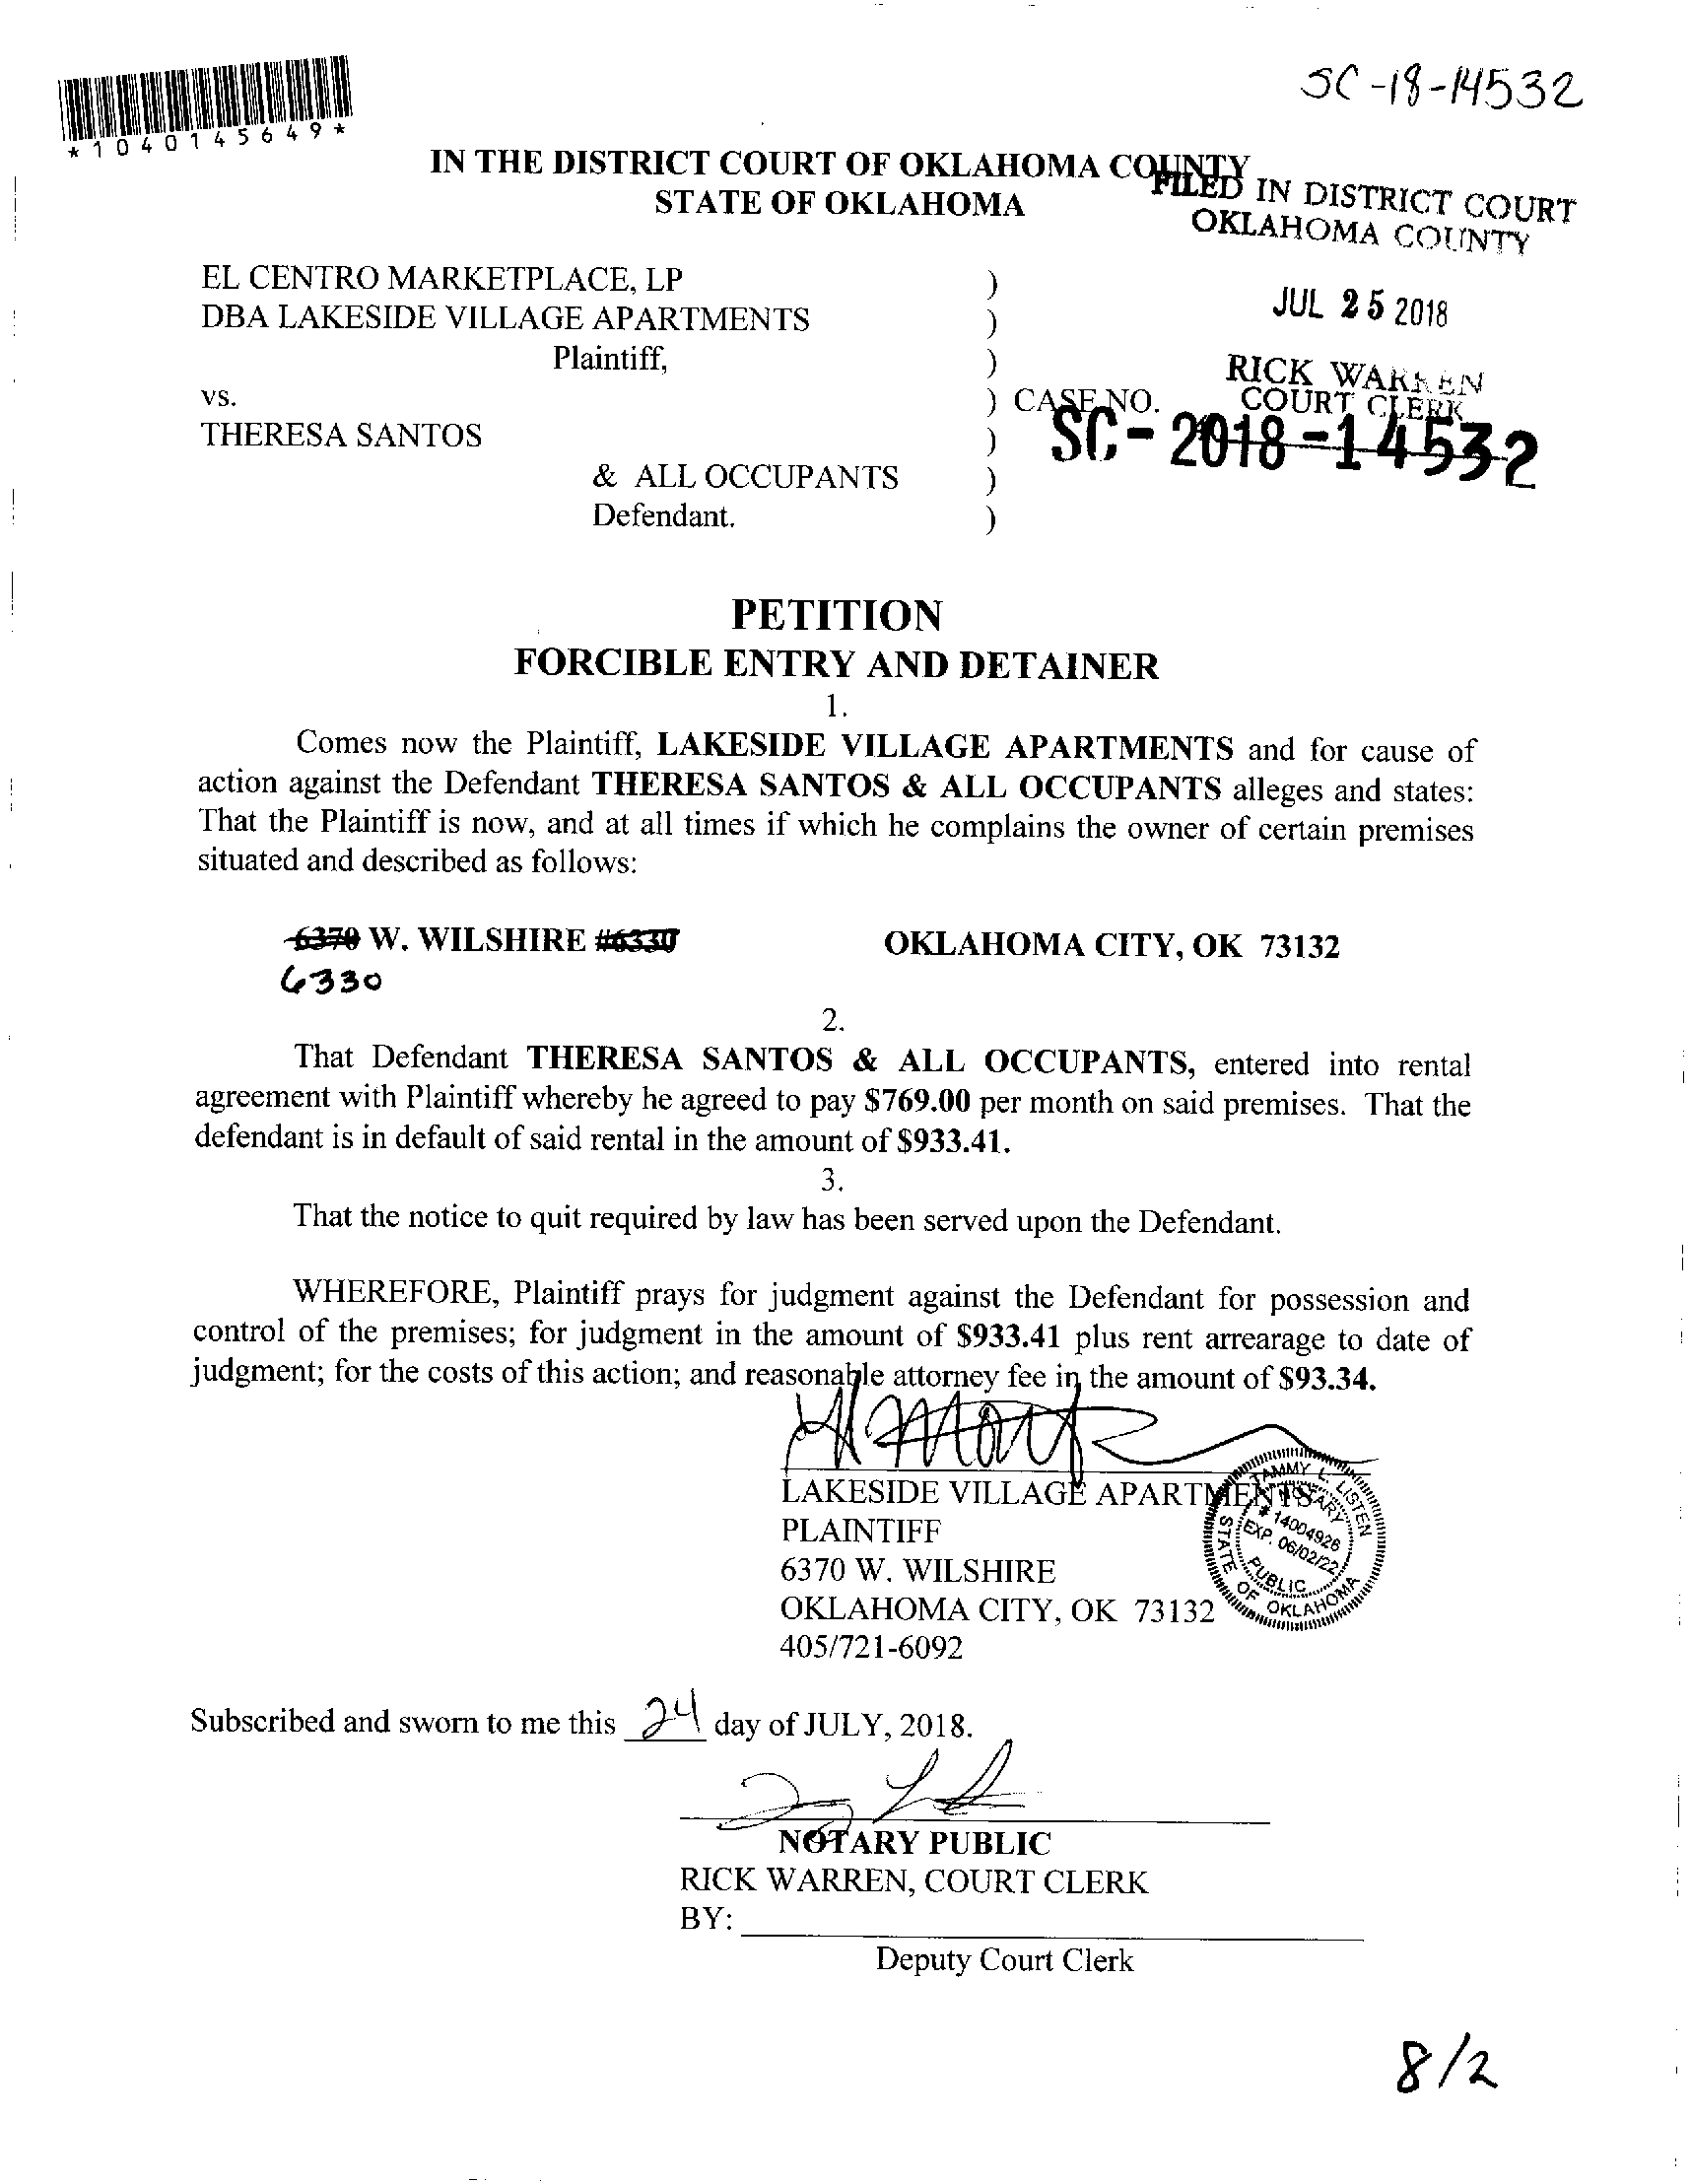 SC-18-14532
*1040145649*
IN THE DISTRICT COURT OF OKLAHOMA COUNTY
STATE OF OKLAHOMA
FILED IN DISTRICT COURT
OKLAHOMA COUNTY
JUL 25 2018
RICK WARREN
COURT CLERK
EL CENTRO MARKETPLACE, LP )
DBA LAKESIDE VILLAGE APARTMENTS )
Plaintiff, )
vs. ) CASE NO.
SC-2018-14532
THERESA SANTOS )
& ALL OCCUPANTS )
Defendant. )
PETITION
FORCIBLE ENTRY AND DETAINER
1.
Comes now the Plaintiff, LAKESIDE VILLAGE APARTMENTS and for cause of
action against the Defendant THERESA SANTOS & ALL OCCUPANTS alleges and states:
That the Plaintiff is now, and at all times if which he complains the owner of certain premises
situated and described as follows:
6370 W. WILSHIRE #6330 OKLAHOMA CITY, OK 73132
6330
2.
That Defendant THERESA SANTOS & ALL OCCUPANTS, entered into rental
agreement with Plaintiff whereby he agreed to pay $769.00 per month on said premises. That the
defendant is in default of said rental in the amount of $933.41.
3.
That the notice to quit required by law has been served upon the Defendant.
WHEREFORE, Plaintiff prays for judgment against the Defendant for possession and
control of the premises; for judgment in the amount of $933.41 plus rent arrearage to date of
judgment; for the costs of this action; and reasonable attorney fee in the amount of $93.34.
LAKESIDE VILLAGE APARTMENTS
PLAINTIFF
6370 W. WILSHIRE
OKLAHOMA CITY, OK 73132
405/721-6092
TAMMY L. LISTEN
NOTARY
# 14004926
EXP. 06/02/22
PUBLIC
STATE OF OKLAHOMA
Subscribed and sworn to me this 24 day of JULY, 2018.
NOTARY PUBLIC
RICK WARREN, COURT CLERK
BY:
Deputy Court Clerk
8/2